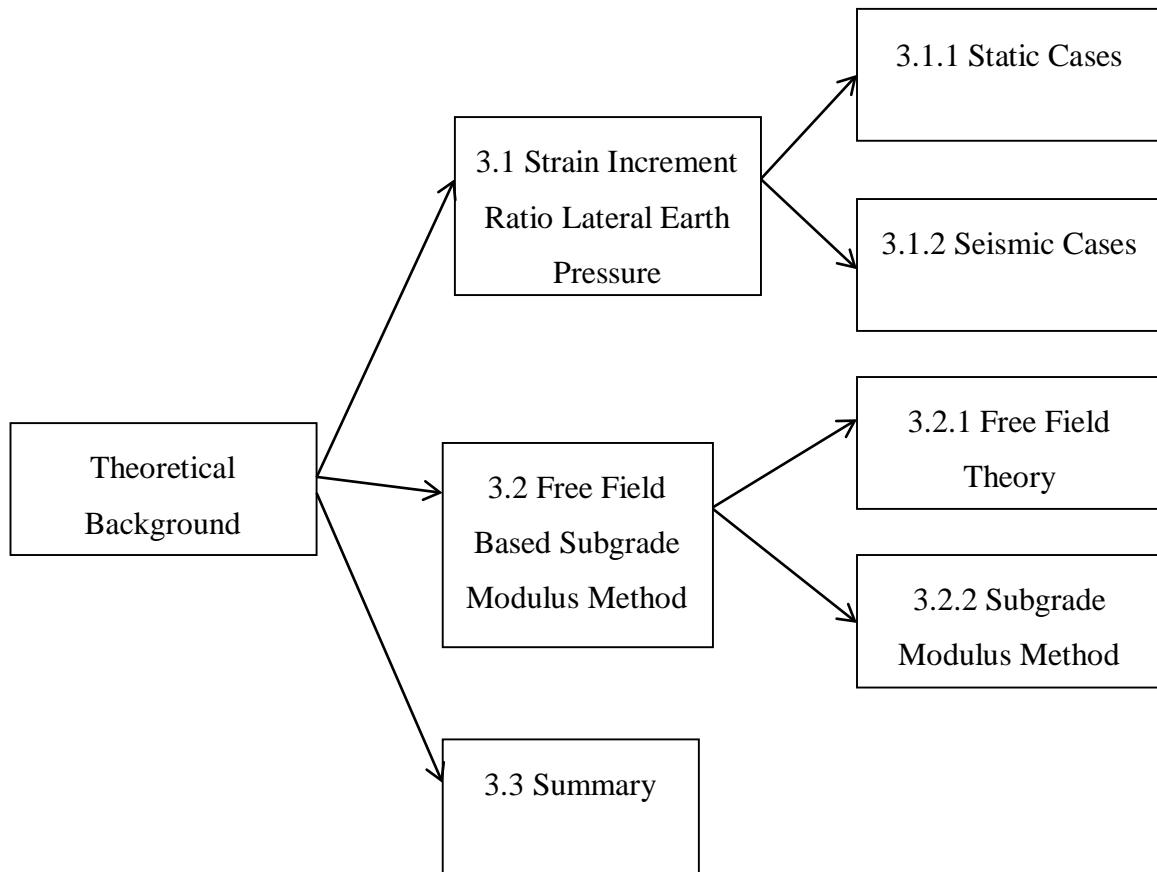 Theoretical
Background
3.1 Strain Increment
Ratio Lateral Earth
Pressure
3.1.1 Static Cases
3.1.2 Seismic Cases
3.2 Free Field
Based Subgrade
Modulus Method
3.2.1 Free Field
Theory
3.2.2 Subgrade
Modulus Method
3.3 Summary